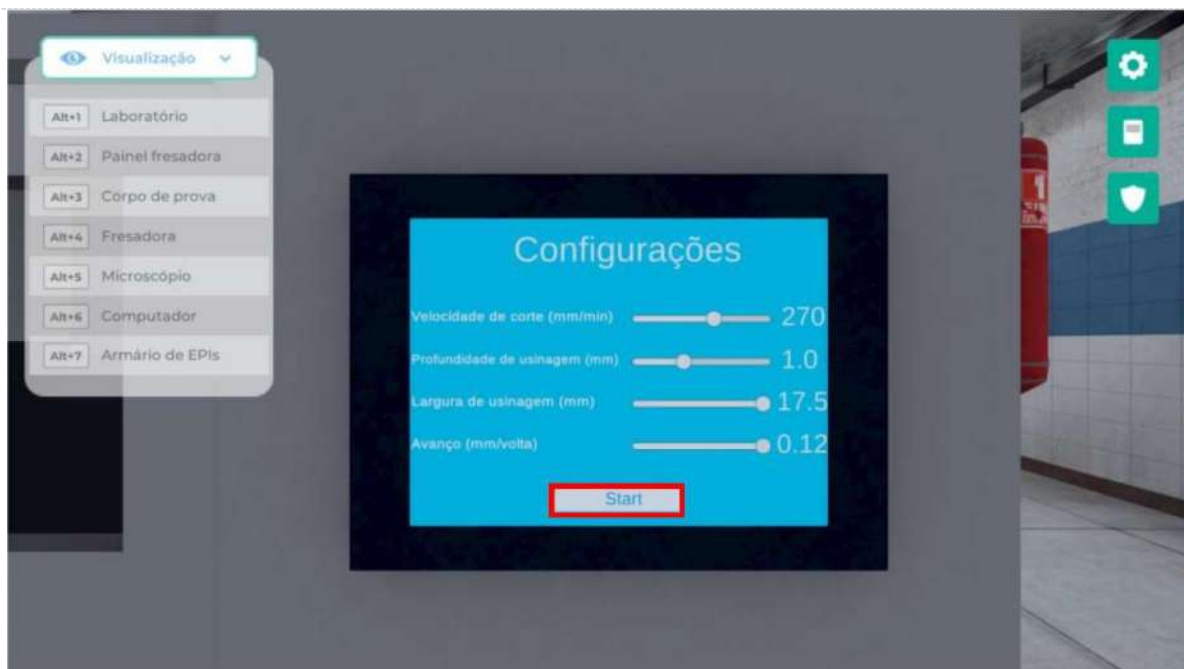 Visualização
Alt+1 Laboratório
Alt+2 Painel fresadora
Alt+3 Corpo de prova
Alt+4 Fresadora
Alt+5 Microscópio
Alt+6 Computador
Alt+7 Armário de EPIs
Configurações
Velocidade de corte (mm/min) 270
Profundidade de usinagem (mm) 1.0
Largura de usinagem (mm) 17.5
Avanço (mm/volta) 0.12
Start
1